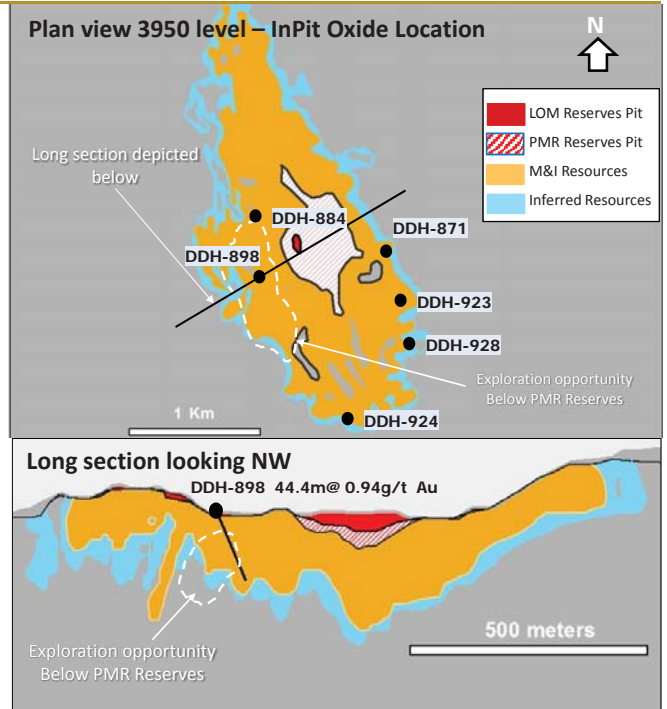 Plan view 3950 level – InPit Oxide Location
N
LOM Reserves Pit
PMR Reserves Pit
M&I Resources
Inferred Resources
Long section depicted
below
DDH-884
DDH-871
DDH-898
DDH-923
DDH-928
Exploration opportunity
Below PMR Reserves
1 Km
DDH-924
Long section looking NW
DDH-898 44.4m@ 0.94g/t Au
Exploration opportunity
Below PMR Reserves
500 meters